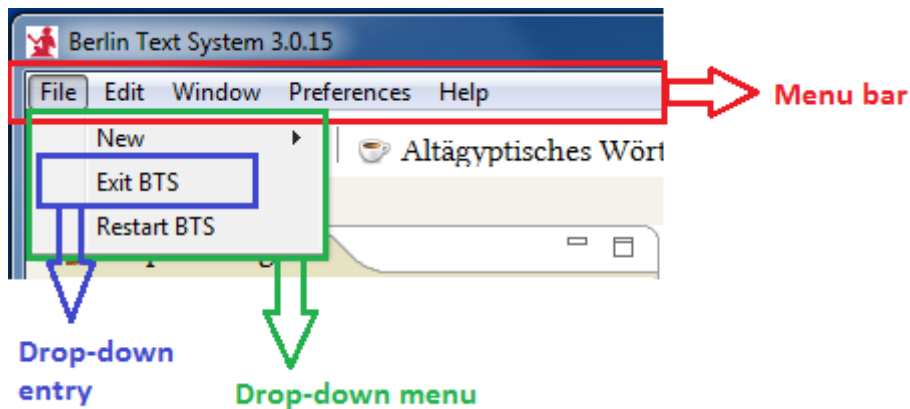 Berlin Text System 3.0.15
File Edit Window Preferences Help
Menu bar
New
Altägyptisches Wört
Exit BTS
Restart BTS
Drop-down
entry
Drop-down menu